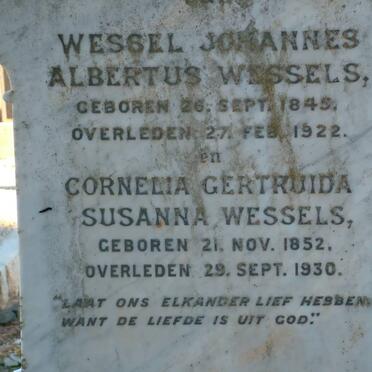 WESSEL JOHANNES
ALBERTUS WESSELS,
GEBOREN 26. SEPT. 1845.
OVERLEDEN 27. FEB. 1922.
en
CORNELIA GERTRUIDA
SUSANNA WESSELS,
GEBOREN 21. NOV. 1852.
OVERLEDEN 29. SEPT. 1930.
"LAAT ONS ELKANDER LIEF HEBBEN
WANT DE LIEFDE IS UIT GOD."